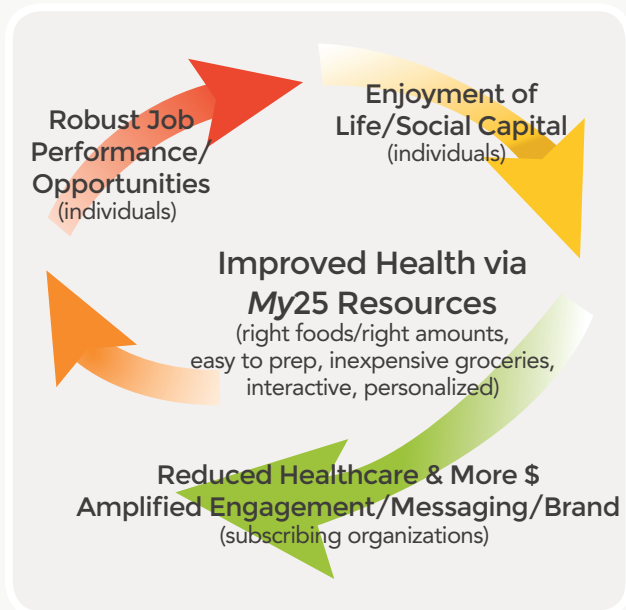 Robust Job
Performance/
Opportunities
(individuals)
Enjoyment of
Life/Social Capital
(individuals)
Improved Health via
My25 Resources
(right foods/right amounts,
easy to prep, inexpensive groceries,
interactive, personalized)
Reduced Healthcare & More $
Amplified Engagement/Messaging/Brand
(subscribing organizations)